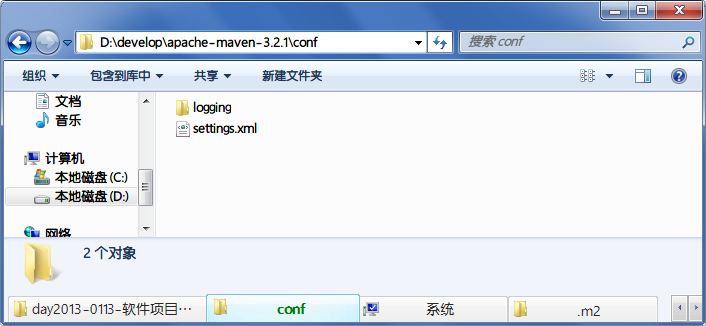 D:\develop\apache-maven-3.2.1\conf
搜索 conf
组织 包含到库中 共享 新建文件夹
文档
音乐
计算机
本地磁盘 (C:)
本地磁盘 (D:)
网络
logging
settings.xml
2 个对象
day2013-0113-软件项目…
conf
系统
.m2